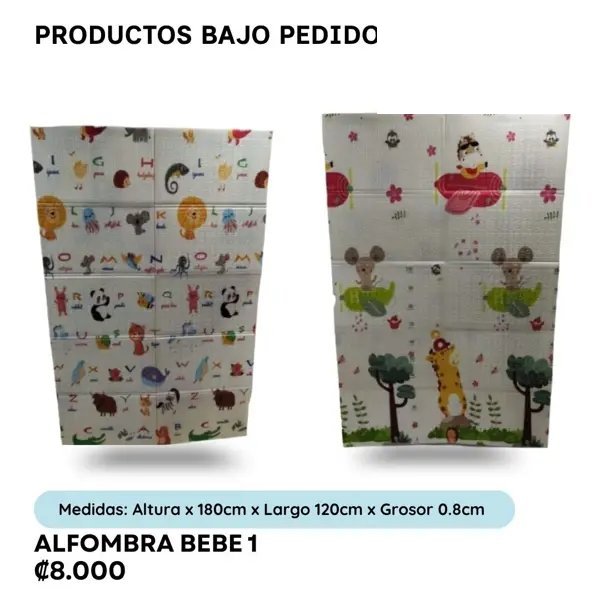 PRODUCTOS BAJO PEDIDO
Medidas: Altura x 180cm x Largo 120cm x Grosor 0.8cm
ALFOMBRA BEBE 1
₡8.000